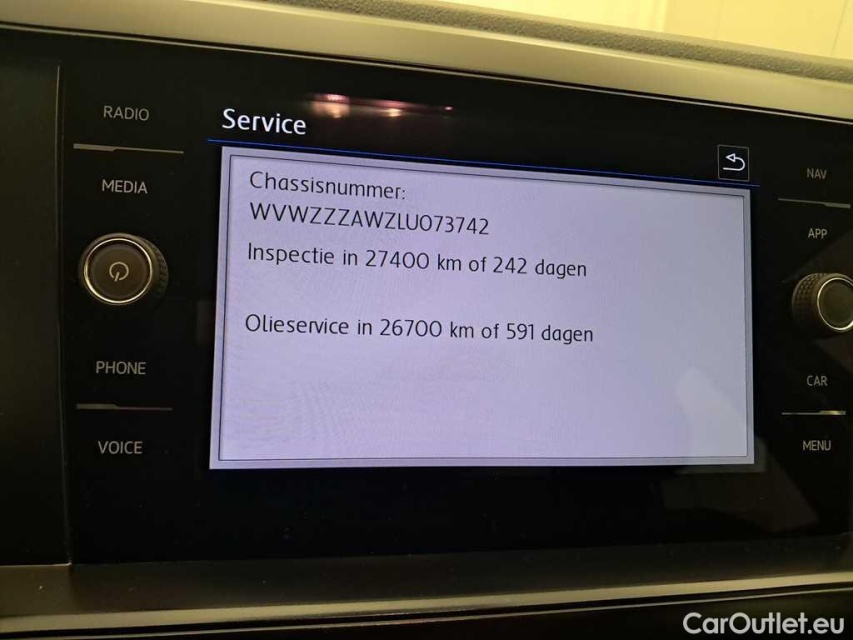 RADIO
Service
MEDIA
NAV
APP
Chassisnummer:
WVWZZZAWZLU073742
Inspectie in 27400 km of 242 dagen
Olieservice in 26700 km of 591 dagen
PHONE
CAR
VOICE
MENU
CarOutlet.eu